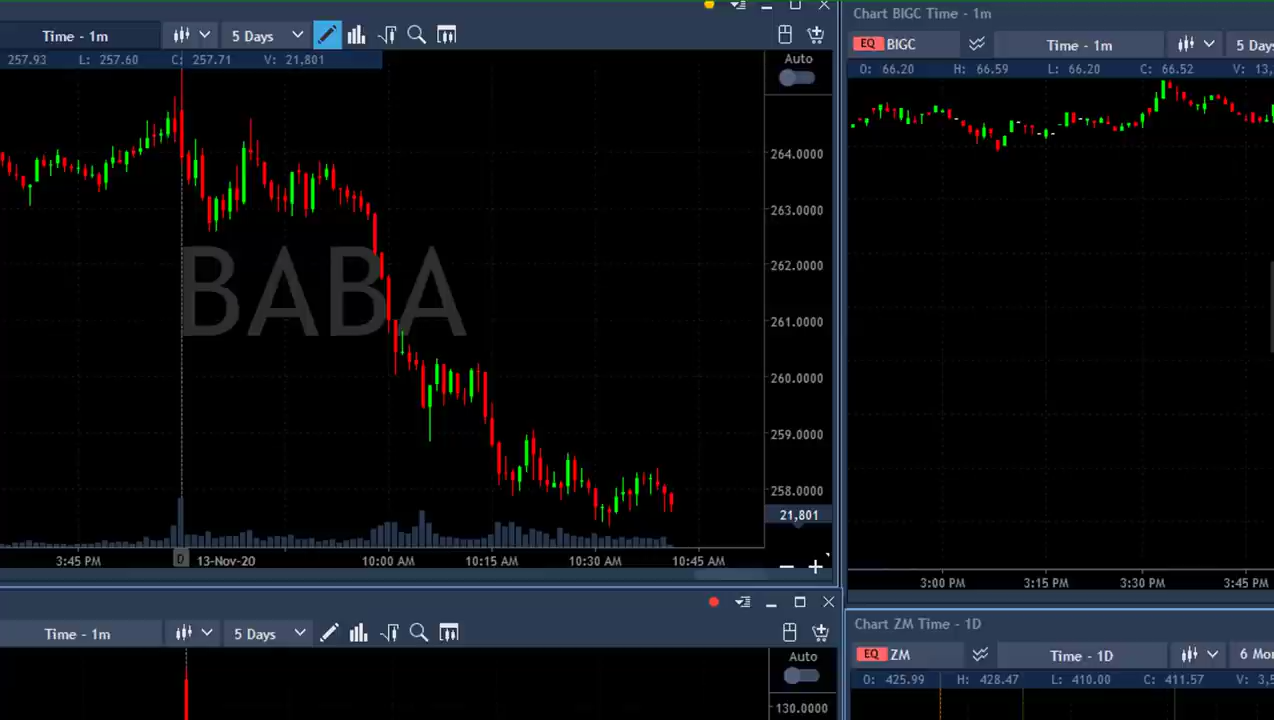 Time - 1m
5 Days
257.93 L: 257.60 C: 257.71 V: 21,801
Auto
264.0000
263.0000
262.0000
261.0000
260.0000
259.0000
258.0000
21,801
BABA
3:45 PM D 13-Nov-20 10:00 AM 10:15 AM 10:30 AM 10:45 AM
Chart BIGC Time - 1m
EQ BIGC Time - 1m 5 Days
O: 66.20 H: 66.59 L: 66.20 C: 66.52 V: 13,
3:00 PM 3:15 PM 3:30 PM 3:45 PM
Time - 1m
5 Days
Auto
130.0000
Chart ZM Time - 1D
EQ ZM Time - 1D 6 Mo
O: 425.99 H: 428.47 L: 410.00 C: 411.57 V: 3,5